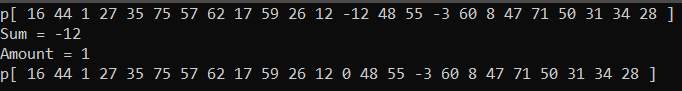 p[ 16 44 1 27 35 75 57 62 17 59 26 12 -12 48 55 -3 60 8 47 71 50 31 34 28 ]
Sum = -12
Amount = 1
p[ 16 44 1 27 35 75 57 62 17 59 26 12 0 48 55 -3 60 8 47 71 50 31 34 28 ]